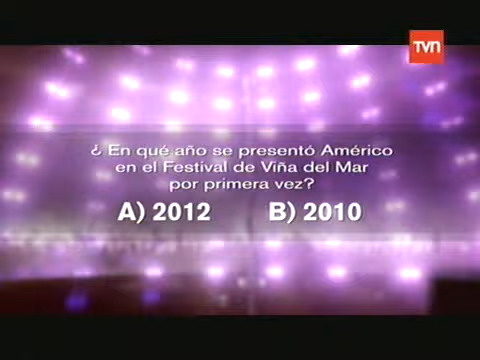 TVN
¿ En qué año se presentó Américo
en el Festival de Viña del Mar
por primera vez?
A) 2012 B) 2010